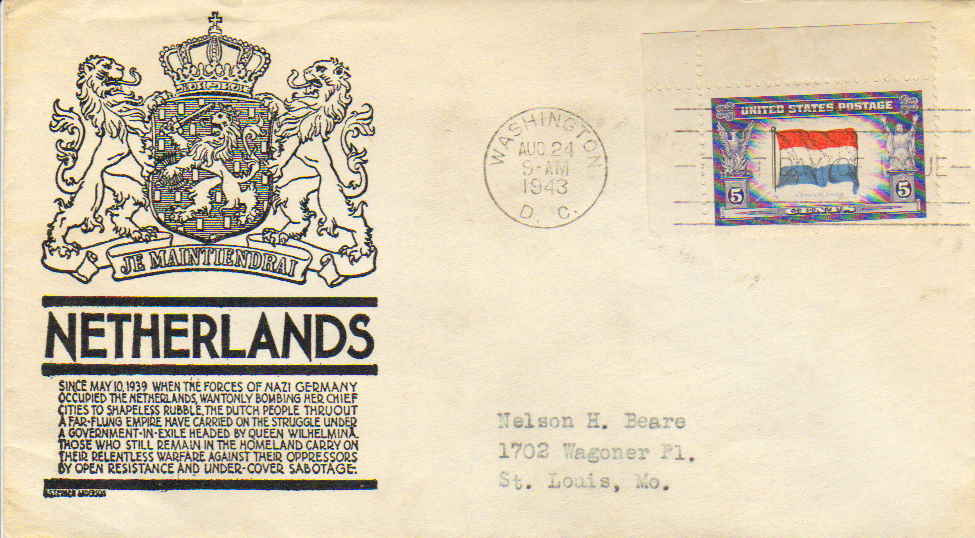 JE MAINTIENDRAI
NETHERLANDS
SINCE MAY 10, 1939 WHEN THE FORCES OF NAZI GERMANY
OCCUPIED THE NETHERLANDS, WANTONLY BOMBING HER CHIEF
CITIES TO SHAPELESS RUBBLE, THE DUTCH PEOPLE THRUOUT
A FAR-FLUNG EMPIRE HAVE CARRIED ON THE STRUGGLE UNDER
A GOVERNMENT-IN-EXILE HEADED BY QUEEN WILHELMINA.
THOSE WHO STILL REMAIN IN THE HOMELAND CARRY ON
THEIR RELENTLESS WARFARE AGAINST THEIR OPPRESSORS
BY OPEN RESISTANCE AND UNDER-COVER SABOTAGE.
ANDERSON
WASHINGTON
AUG 24
9-AM
1943
D. C.
UNITED STATES POSTAGE
5 5
Nelson H. Beare
1702 Wagoner Pl.
St. Louis, Mo.